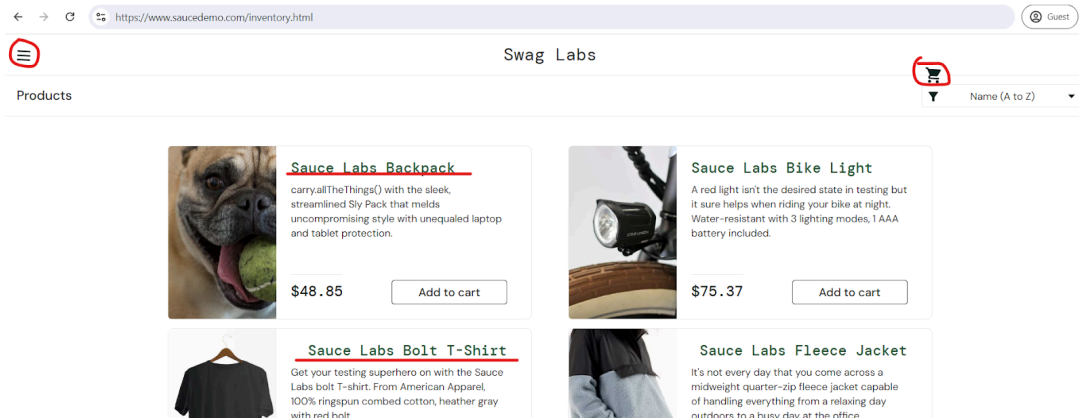 https://www.saucedemo.com/inventory.html
Guest
Swag Labs
Products
Name (A to Z)
Sauce Labs Backpack
carry.allTheThings() with the sleek,
streamlined Sly Pack that melds
uncompromising style with unequaled laptop
and tablet protection.
$48.85
Add to cart
Sauce Labs Bike Light
A red light isn't the desired state in testing but
it sure helps when riding your bike at night.
Water-resistant with 3 lighting modes, 1 AAA
battery included.
$75.37
Add to cart
Sauce Labs Bolt T-Shirt
Get your testing superhero on with the Sauce
Labs bolt T-shirt. From American Apparel,
100% ringspun combed cotton, heather gray
with red bolt.
Sauce Labs Fleece Jacket
It's not every day that you come across a
midweight quarter-zip fleece jacket capable
of handling everything from a relaxing day
outdoors to a busy day at the office.